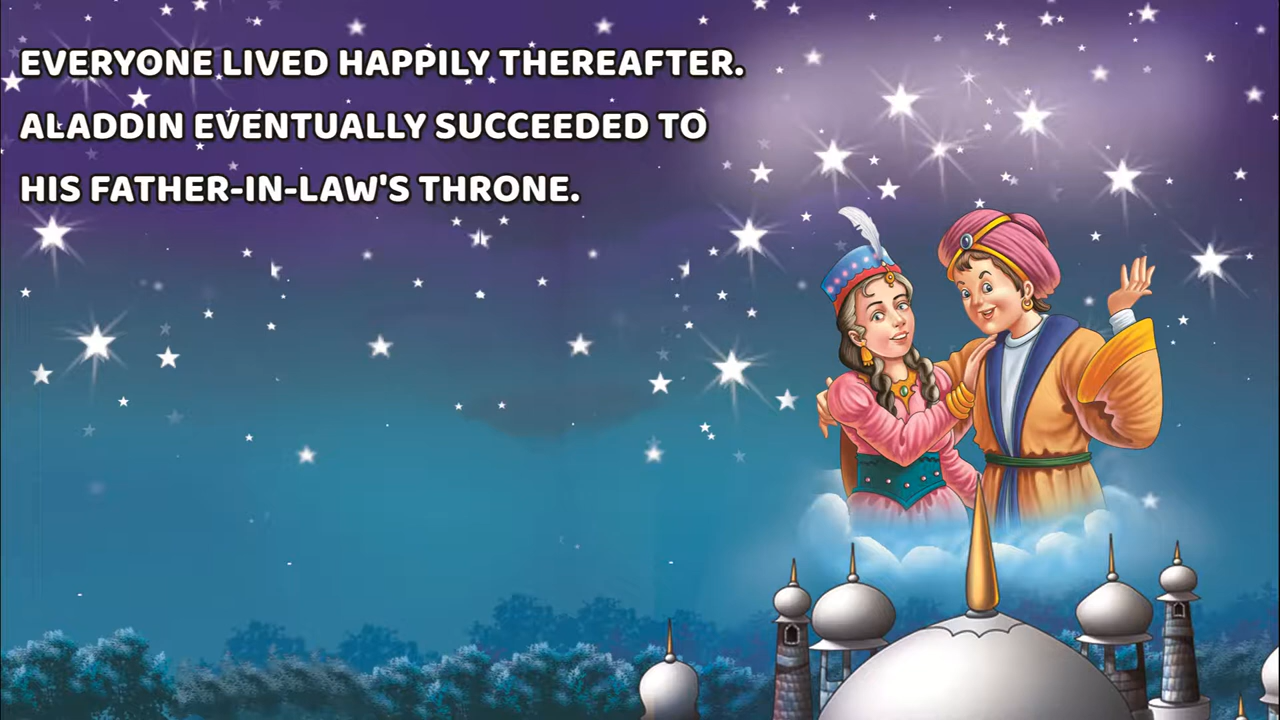 EVERYONE LIVED HAPPILY THEREAFTER.
ALADDIN EVENTUALLY SUCCEEDED TO
HIS FATHER-IN-LAW'S THRONE.